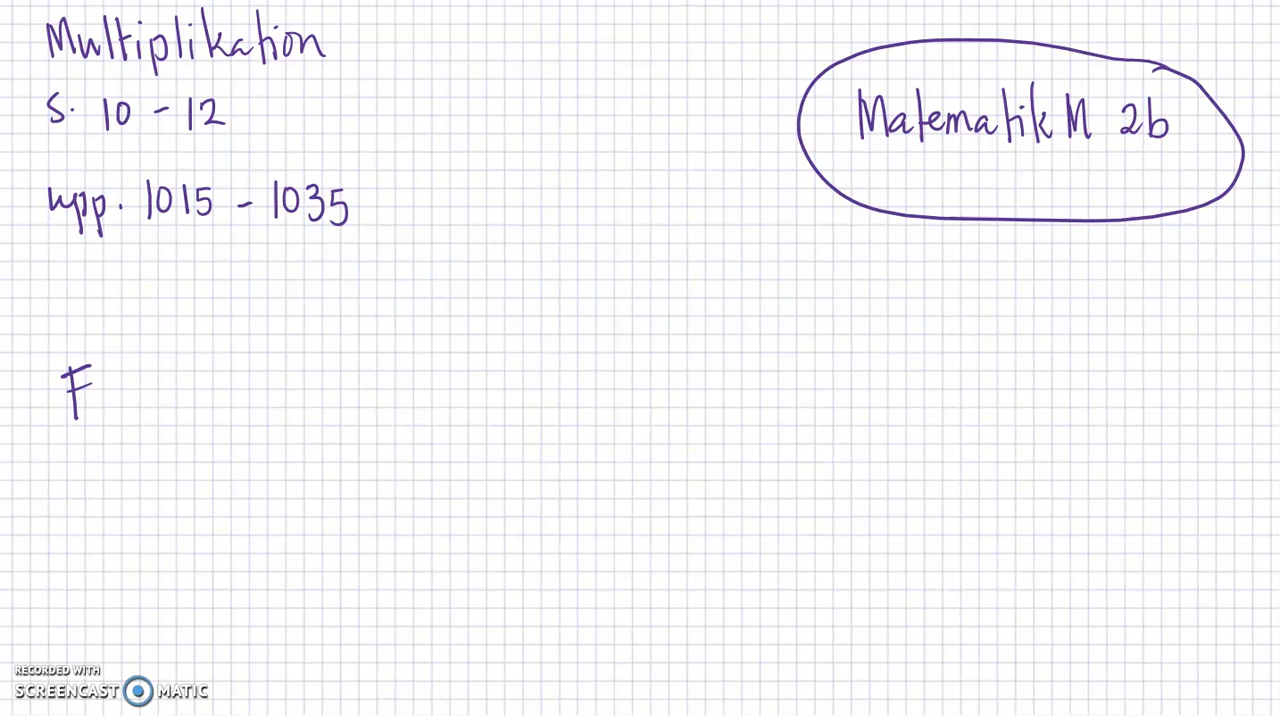 Multiplikation
s. 10 - 12
upp. 1015 - 1035
Matematik M 2b
F
RECORDED WITH
SCREENCAST MATIC